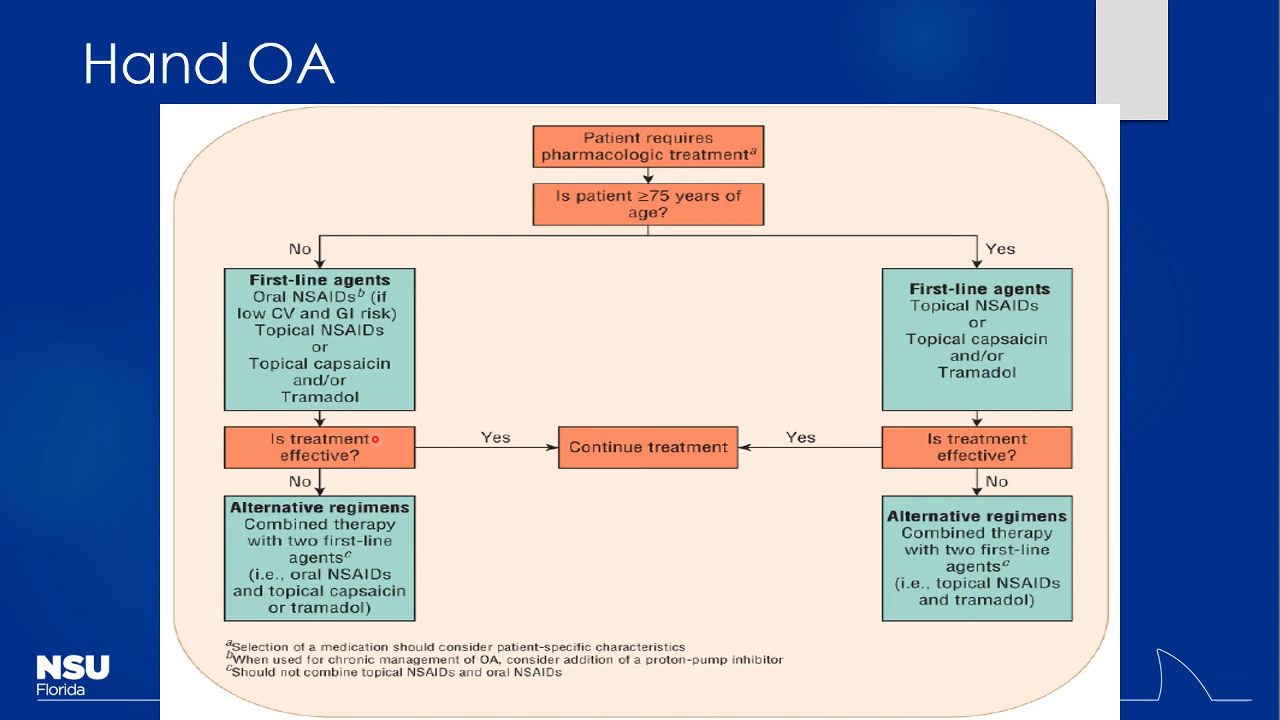 Hand OA
Patient requires
pharmacologic treatmenta
Is patient ≥75 years of
age?
No
Yes
First-line agents
Oral NSAIDsb (if
low CV and GI risk)
Topical NSAIDs
or
Topical capsaicin
and/or
Tramadol
First-line agents
Topical NSAIDs
or
Topical capsaicin
and/or
Tramadol
Is treatment
effective?
Yes
Continue treatment
Yes
Is treatment
effective?
No
No
Alternative regimens
Combined therapy
with two first-line
agentsc
(i.e., oral NSAIDs
and topical capsaicin
or tramadol)
Alternative regimens
Combined therapy
with two first-line
agentsc
(i.e., topical NSAIDs
and tramadol)
aSelection of a medication should consider patient-specific characteristics
bWhen used for chronic management of OA, consider addition of a proton-pump inhibitor
cShould not combine topical NSAIDs and oral NSAIDs
NSU
Florida